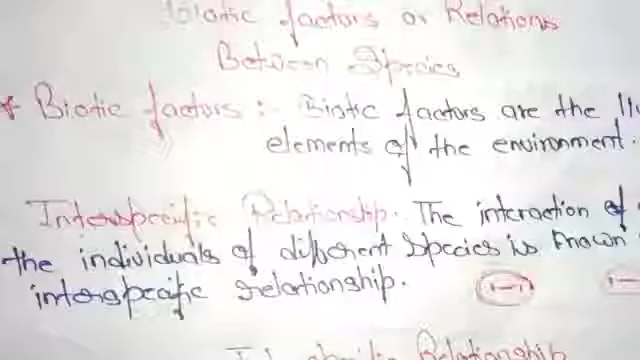 Biotic factors or Relations
Between Species
* Biotic factors :- Biotic factors are the
elements of the environment.
Interspecific Relationship. The interaction of
the individuals of different species is known
interspecific relationship.
Relationship